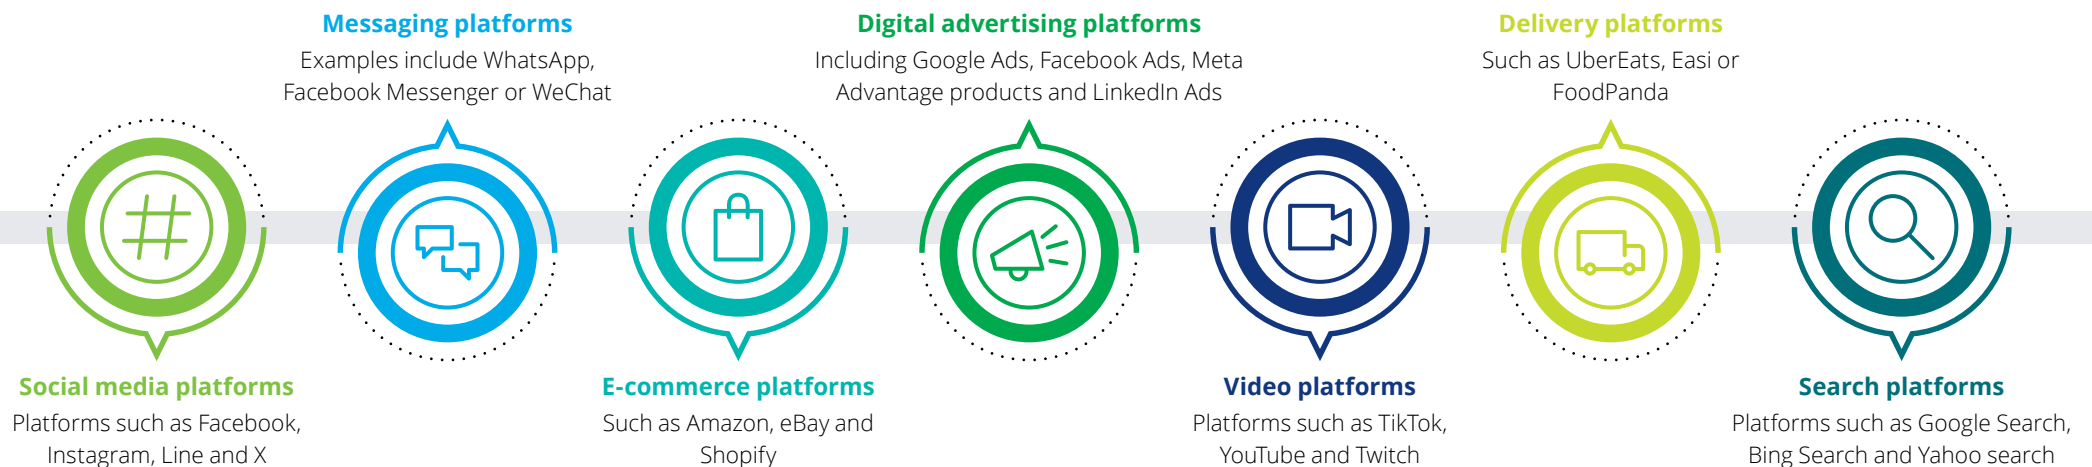 Messaging platforms
Examples include WhatsApp,
Facebook Messenger or WeChat
Digital advertising platforms
Including Google Ads, Facebook Ads, Meta
Advantage products and LinkedIn Ads
Delivery platforms
Such as UberEats, Easi or
FoodPanda
Social media platforms
Platforms such as Facebook,
Instagram, Line and X
E-commerce platforms
Such as Amazon, eBay and
Shopify
Video platforms
Platforms such as TikTok,
YouTube and Twitch
Search platforms
Platforms such as Google Search,
Bing Search and Yahoo search